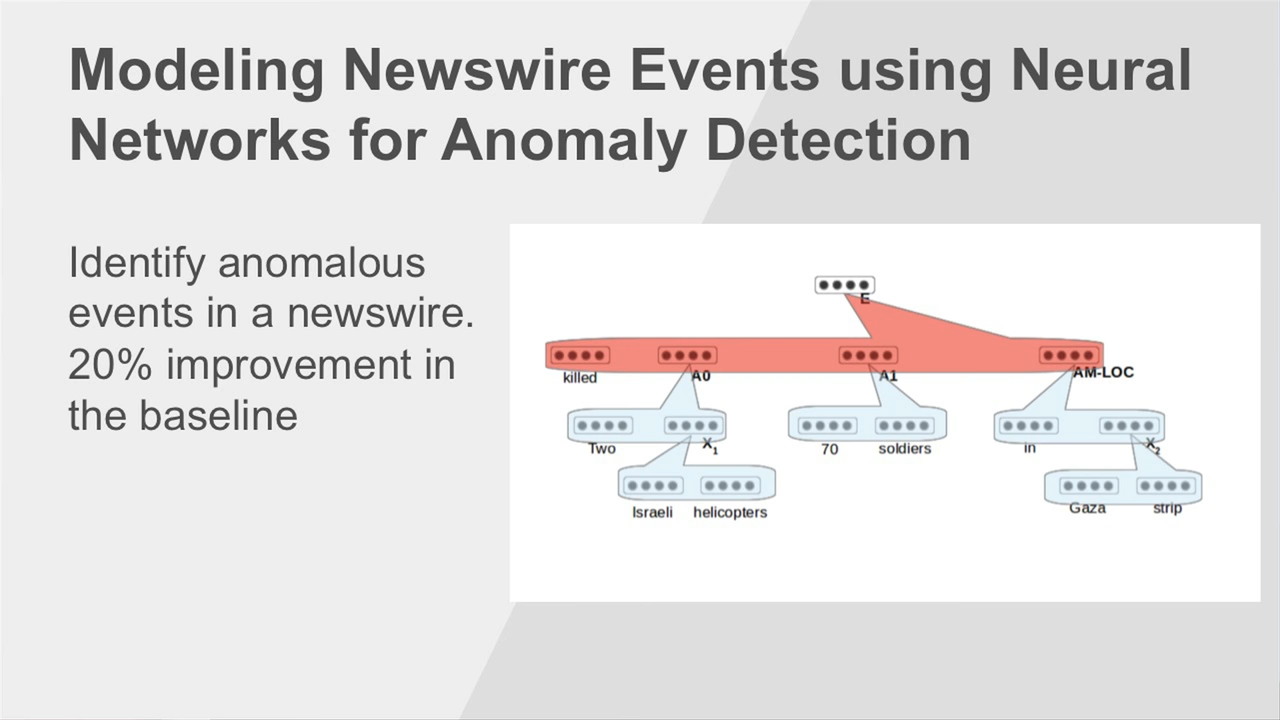 Modeling Newswire Events using Neural
Networks for Anomaly Detection
Identify anomalous
events in a newswire.
20% improvement in
the baseline
E
killed A0 A1 AM-LOC
Two X1 70 soldiers in X2
Israeli helicopters Gaza strip